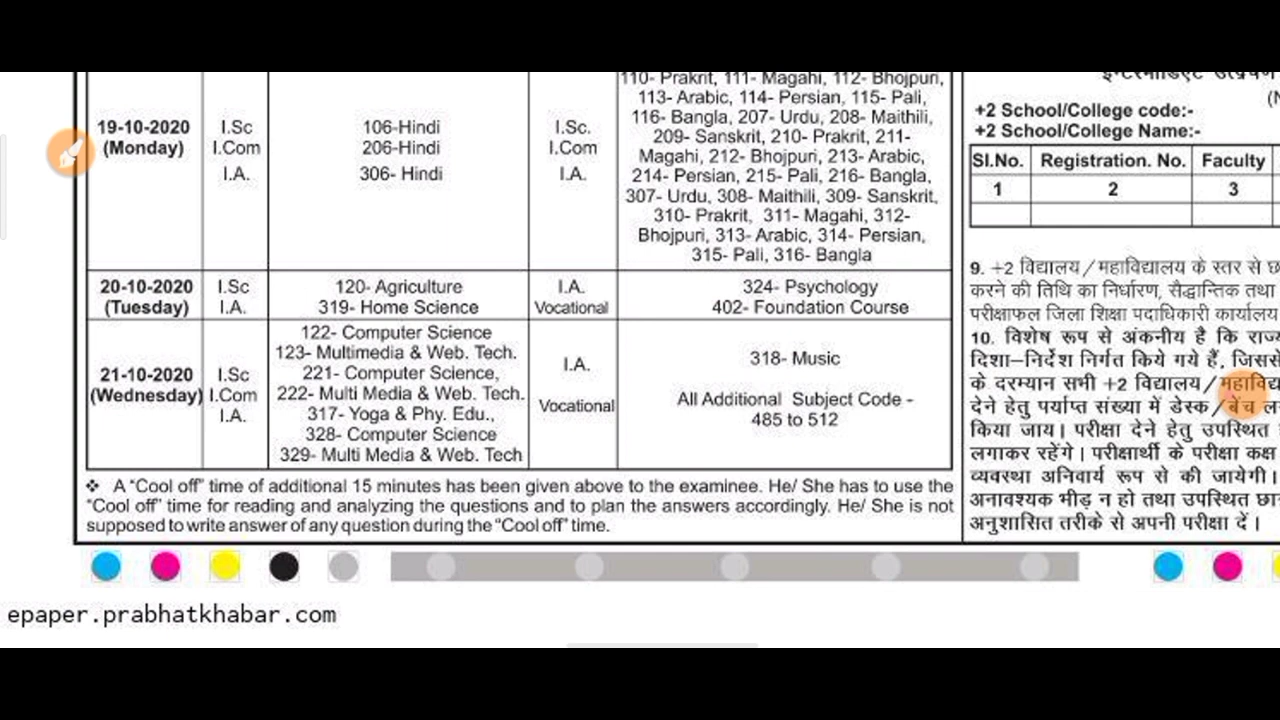 110- Prakrit, 111- Magahi, 112- Bhojpuri,
113- Arabic, 114- Persian, 115- Pali,
116- Bangla, 207- Urdu, 208- Maithili,
209- Sanskrit, 210- Prakrit, 211-
Magahi, 212- Bhojpuri, 213- Arabic,
214- Persian, 215- Pali, 216- Bangla,
307- Urdu, 308- Maithili, 309- Sanskrit,
310- Prakrit, 311- Magahi, 312-
Bhojpuri, 313- Arabic, 314- Persian,
315- Pali, 316- Bangla
19-10-2020
(Monday)
I.Sc
I.Com
I.A.
106-Hindi
206-Hindi
306- Hindi
I.Sc.
I.Com
I.A.
20-10-2020
(Tuesday)
I.Sc
I.A.
120- Agriculture
319- Home Science
I.A.
Vocational
324- Psychology
402- Foundation Course
21-10-2020
(Wednesday)
I.Sc
I.Com
I.A.
122- Computer Science
123- Multimedia & Web. Tech.
221- Computer Science,
222- Multi Media & Web. Tech.
317- Yoga & Phy. Edu.,
328- Computer Science
329- Multi Media & Web. Tech
I.A.
Vocational
318- Music
All Additional Subject Code -
485 to 512
❖ A “Cool off” time of additional 15 minutes has been given above to the examinee. He/ She has to use the
“Cool off” time for reading and analyzing the questions and to plan the answers accordingly. He/ She is not
supposed to write answer of any question during the “Cool off” time.
+2 School/College code:-
+2 School/College Name:-
Sl.No. Registration. No. Faculty
1 2 3
9. +2 विद्यालय/महाविद्यालय के स्तर से
करने की तिथि का निर्धारण, सैद्धान्तिक तथा
परीक्षाफल जिला शिक्षा पदाधिकारी कार्यालय
10. विशेष रूप से अंकनीय है कि
दिशा–निर्देश निर्गत किये गये हैं,
के दरम्यान सभी +2 विद्यालय/
देने हेतु पर्याप्त संख्या में डेस्क/बेंच
किया जाय। परीक्षा देने हेतु उपस्थित
लगाकर रहेंगे। परीक्षार्थी के परीक्षा कक्ष
व्यवस्था अनिवार्य रूप से की जायेगी।
अनावश्यक भीड़ न हो तथा उपस्थित
अनुशासित तरीके से अपनी परीक्षा दें।
epaper.prabhatkhabar.com